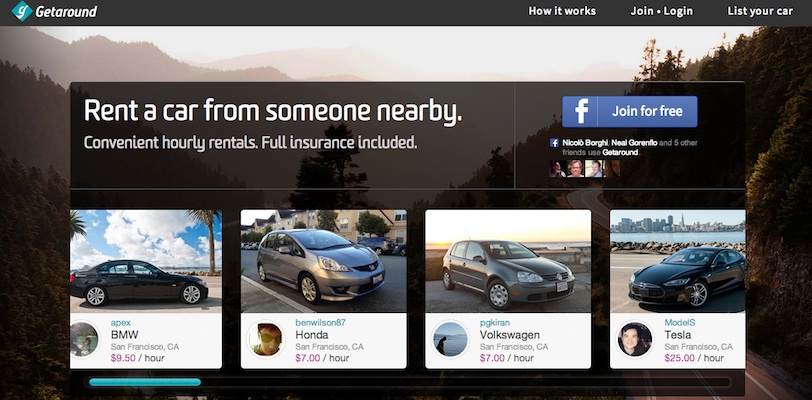 Getaround
How it works
Join • Login
List your car
Rent a car from someone nearby.
Convenient hourly rentals. Full insurance included.
f Join for free
f Nicolò Borghi, Neal Gorenflo and 5 other
friends use Getaround.
apex
BMW
San Francisco, CA
$9.50 / hour
benwilson87
Honda
San Francisco, CA
$7.00 / hour
pgkiran
Volkswagen
San Francisco, CA
$7.00 / hour
ModelS
Tesla
San Francisco, CA
$25.00 / hour